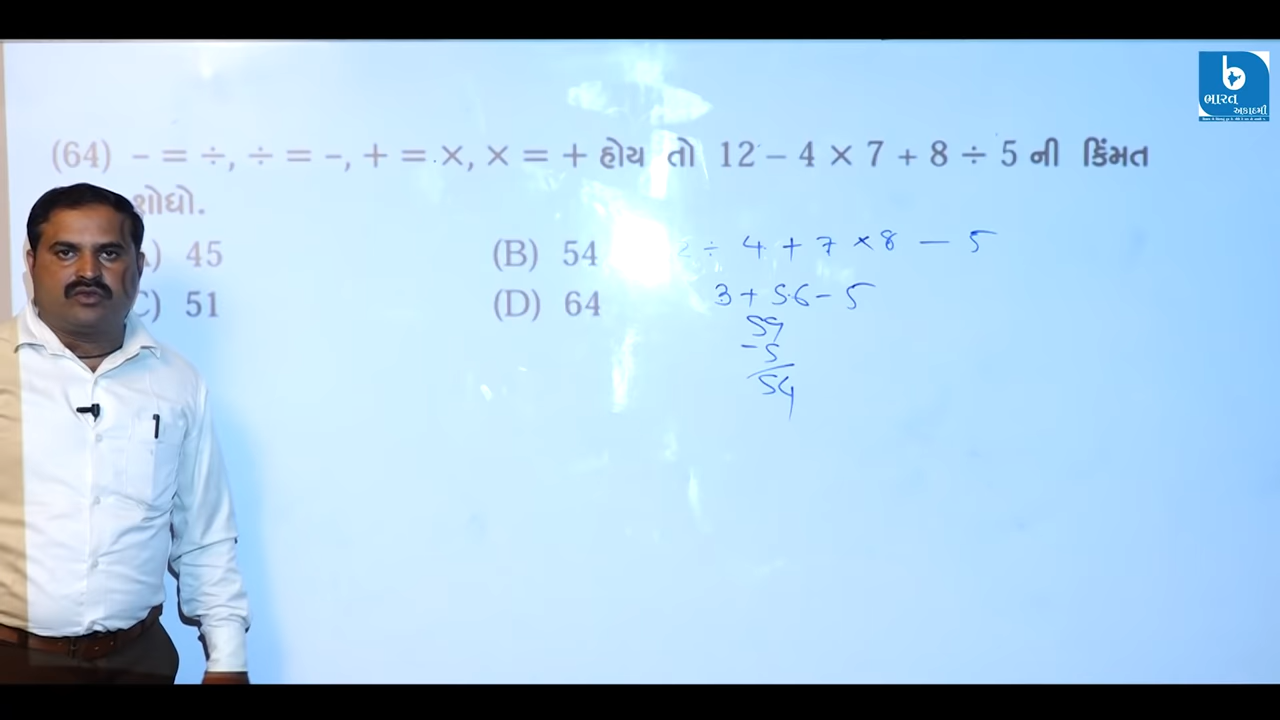 ભારત
અકાદમી
(64) – = ÷, ÷ = –, + = ×, × = + હોય તો 12 – 4 × 7 + 8 ÷ 5 ની કિંમત
શોધો.
45
(B) 54
÷ 4 + 7 × 8 – 5
51
(D) 64
3 + 56 – 5
59
– 5
54